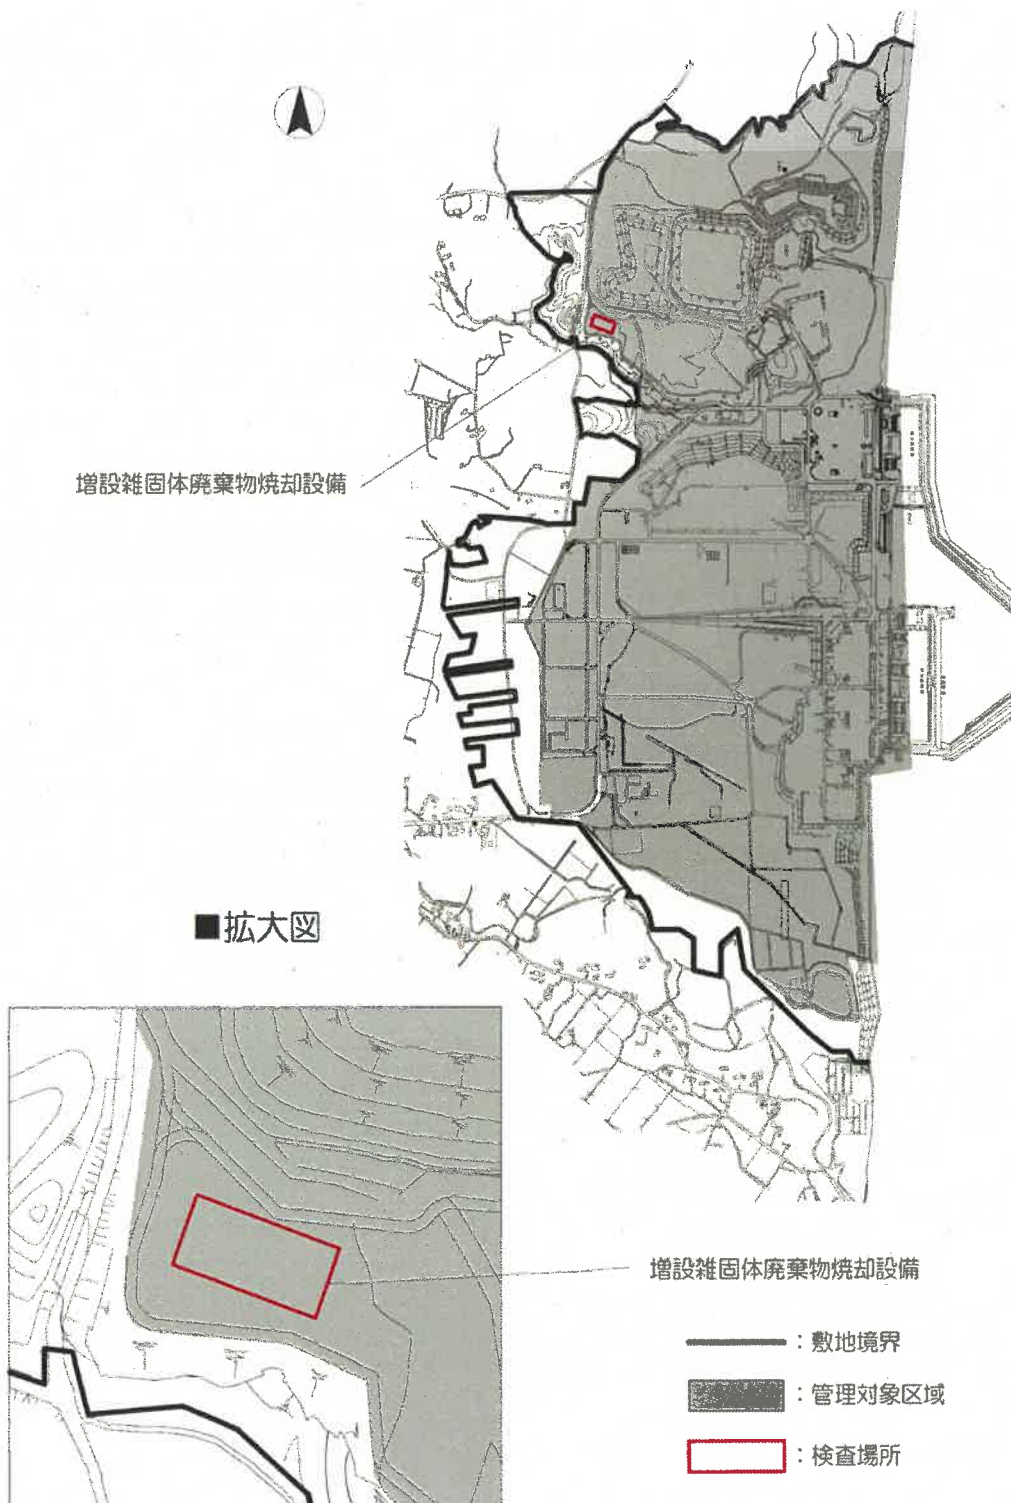 増設雑固体廃棄物焼却設備
■拡大図
増設雑固体廃棄物焼却設備
：敷地境界
：管理対象区域
：検査場所